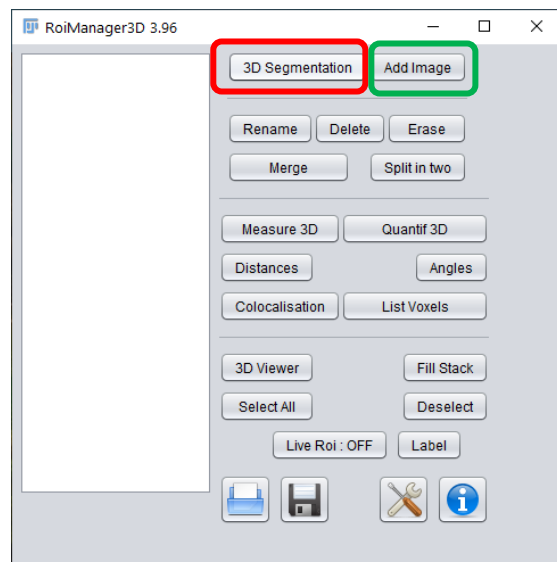 RoiManager3D 3.96
3D Segmentation Add Image
Rename Delete Erase
Merge Split in two
Measure 3D Quantif 3D
Distances Angles
Colocalisation List Voxels
3D Viewer Fill Stack
Select All Deselect
Live Roi : OFF Label